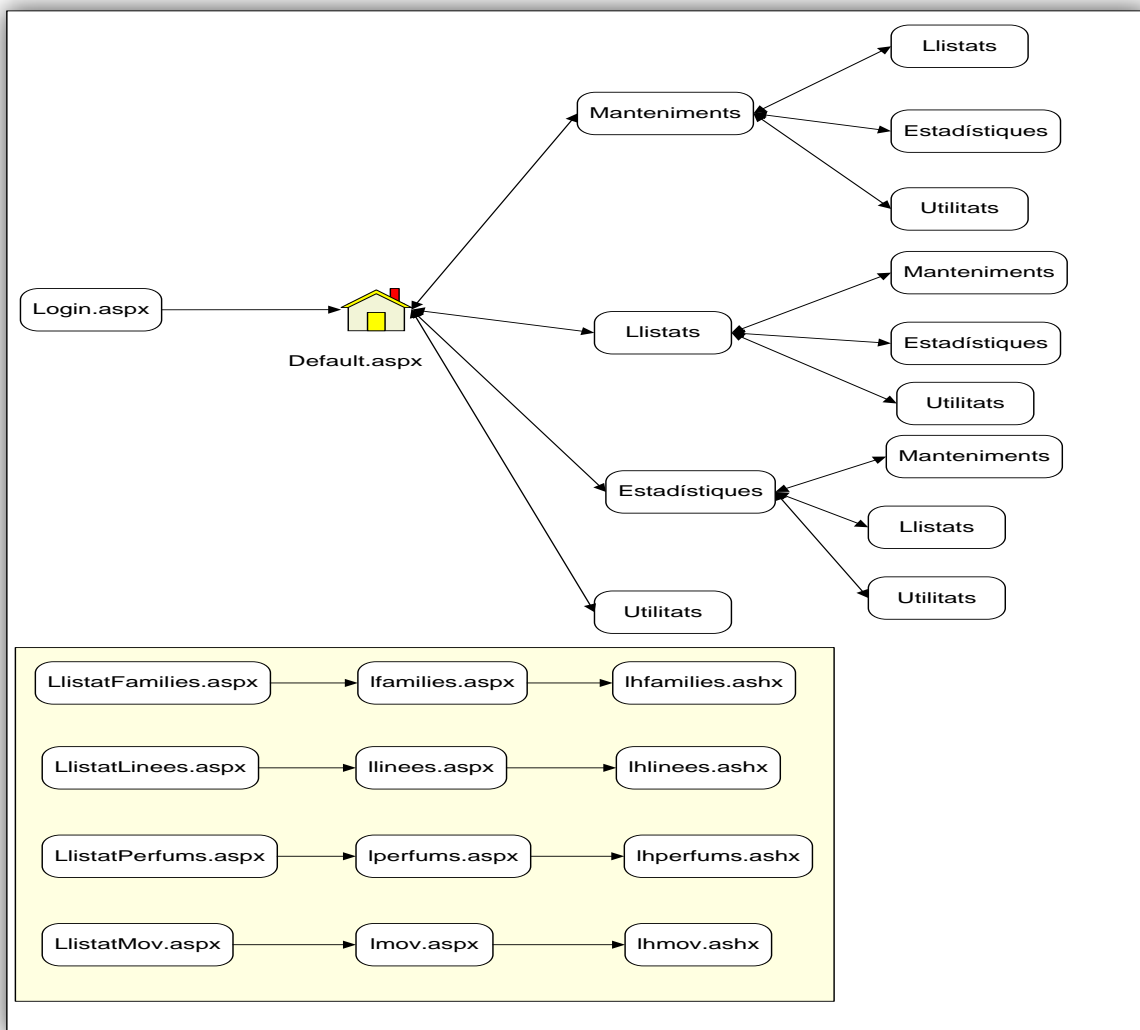 Llistats
Manteniments
Estadístiques
Utilitats
Login.aspx
Default.aspx
Llistats
Manteniments
Estadístiques
Utilitats
Estadístiques
Manteniments
Llistats
Utilitats
Utilitats
LlistatFamilies.aspx
lfamilies.aspx
lhfamilies.ashx
LlistatLinees.aspx
llinees.aspx
lhlinees.ashx
LlistatPerfums.aspx
lperfums.aspx
lhperfums.ashx
LlistatMov.aspx
lmov.aspx
lhmov.ashx